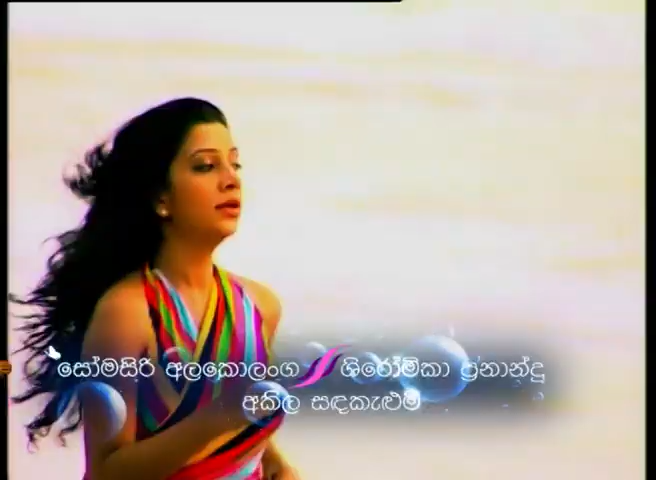 සෝමසිරි අලකොලංග ශිරෝමිකා ප්‍රනාන්දු
අකිල සඳකැළුම්